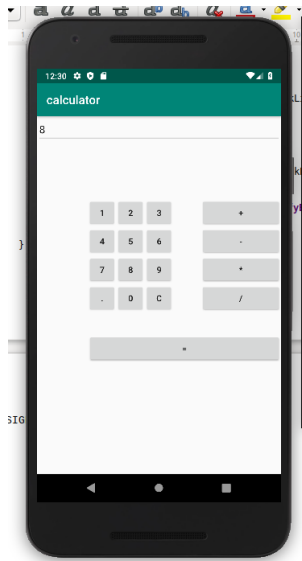 12:30
calculator
8
1 2 3 +
4 5 6 -
7 8 9 *
. 0 C /
=
}
SIG